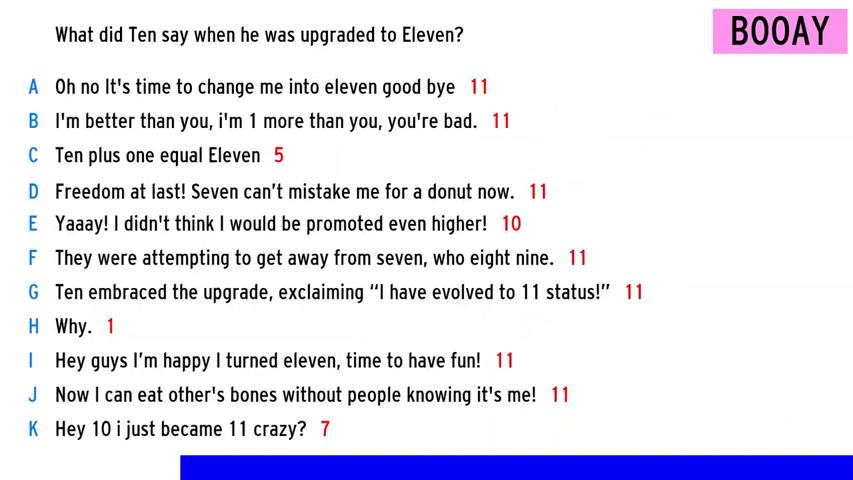 What did Ten say when he was upgraded to Eleven?
BOOAY
A Oh no It's time to change me into eleven good bye 11
B I'm better than you, i'm 1 more than you, you're bad. 11
C Ten plus one equal Eleven 5
D Freedom at last! Seven can't mistake me for a donut now. 11
E Yaaay! I didn't think I would be promoted even higher! 10
F They were attempting to get away from seven, who eight nine. 11
G Ten embraced the upgrade, exclaiming “I have evolved to 11 status!” 11
H Why. 1
I Hey guys I'm happy I turned eleven, time to have fun! 11
J Now I can eat other's bones without people knowing it's me! 11
K Hey 10 i just became 11 crazy? 7